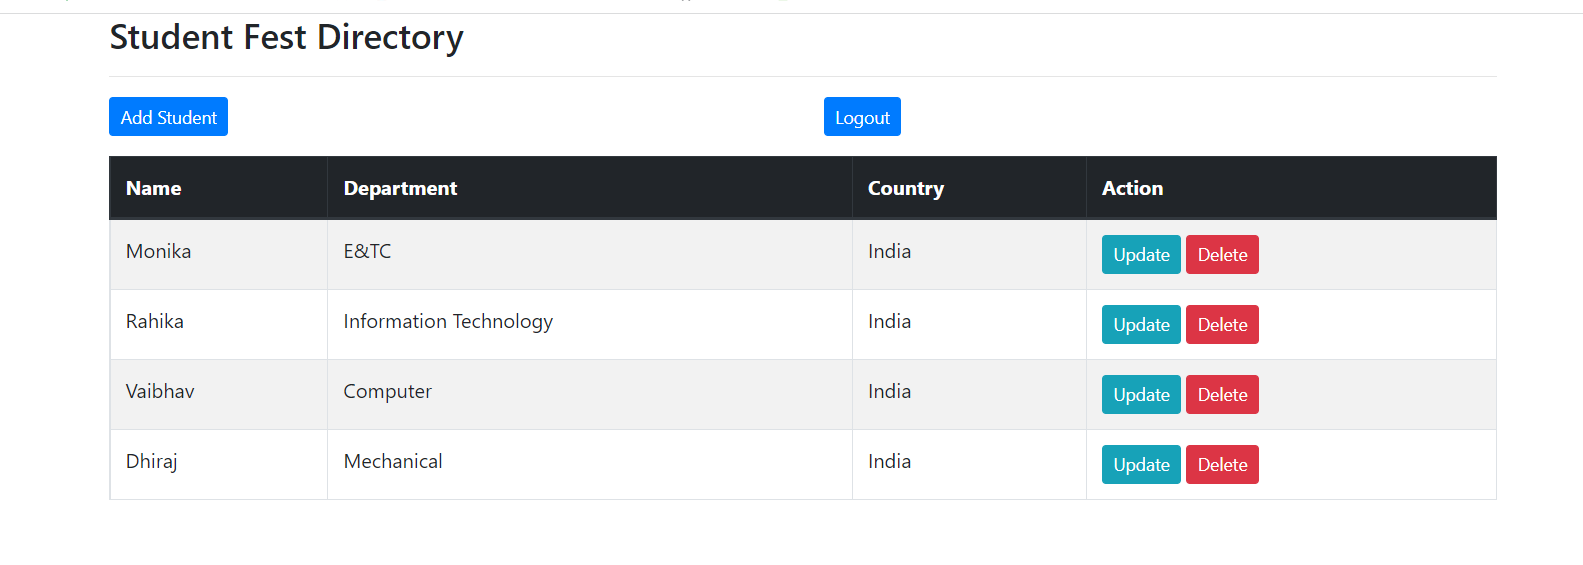 Student Fest Directory
Add Student Logout
Name Department Country Action
Monika E&TC India Update Delete
Rahika Information Technology India Update Delete
Vaibhav Computer India Update Delete
Dhiraj Mechanical India Update Delete